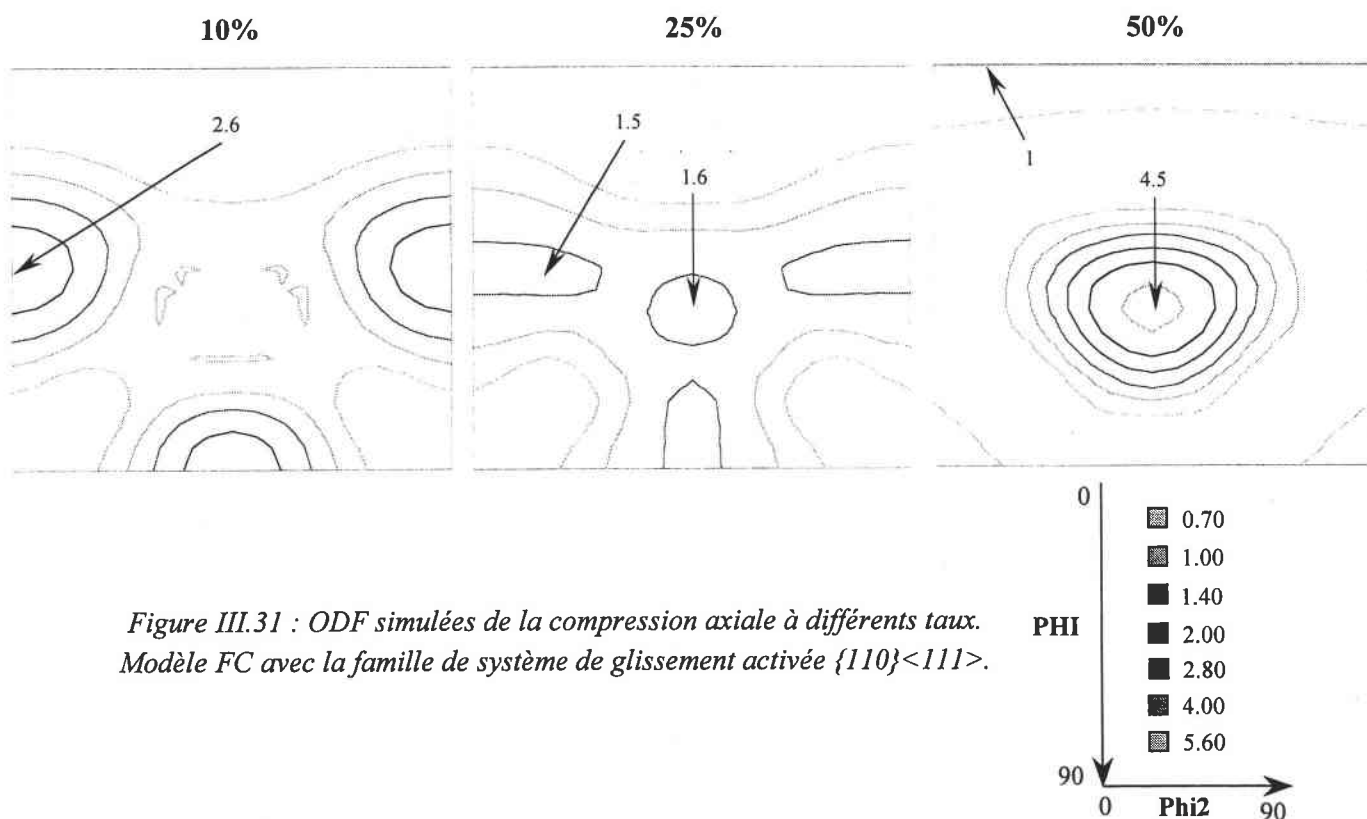 10% 25% 50%
2.6
1.5
1.6
1
4.5
Figure III.31 : ODF simulées de la compression axiale à différents taux.
Modèle FC avec la famille de système de glissement activée {110}<111>.
0
PHI
90
0 Phi2 90
0.70
1.00
1.40
2.00
2.80
4.00
5.60